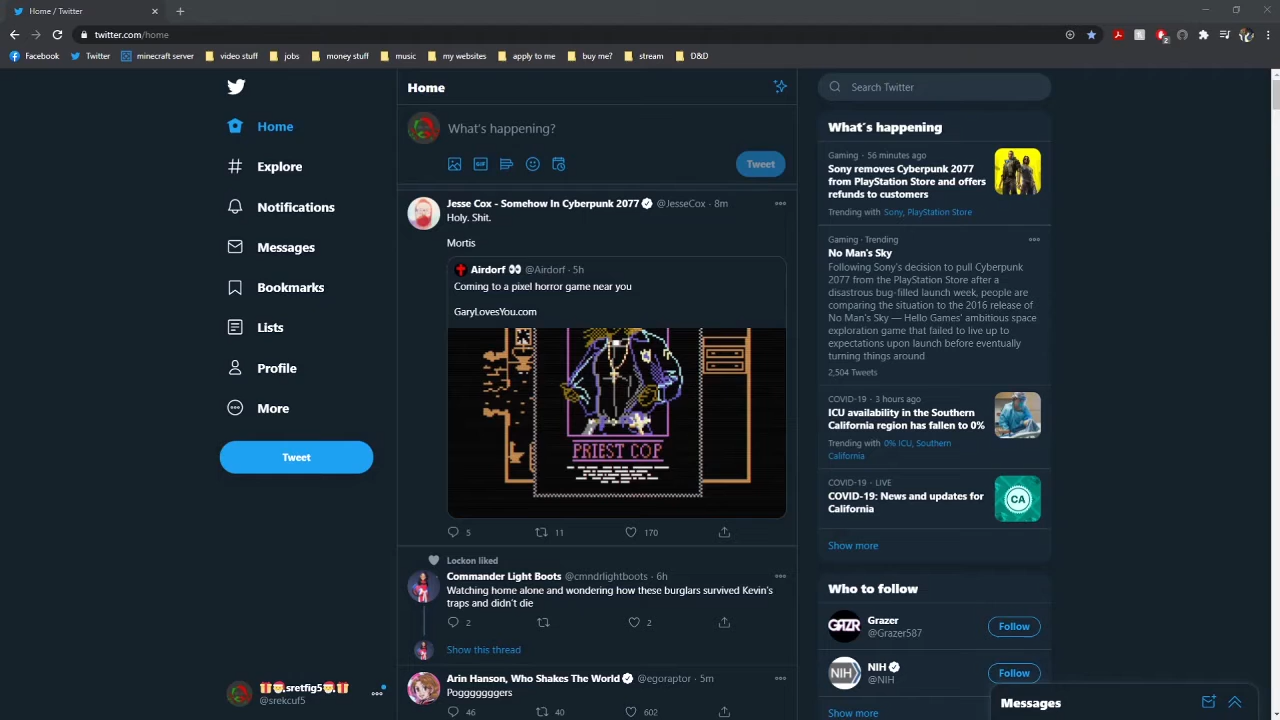 Home / Twitter
twitter.com/home
2
Facebook
Twitter
minecraft server
video stuff
jobs
money stuff
music
my websites
apply to me
buy me?
stream
D&D
Home
Explore
Notifications
Messages
Bookmarks
Lists
Profile
More
Tweet
.sretfig5
@srekcuf5
Home
What's happening?
GIF
Tweet
Jesse Cox - Somehow In Cyberpunk 2077 @JesseCox · 8m
Holy. Shit.
Mortis
Airdorf 👀 @Airdorf · 5h
Coming to a pixel horror game near you
GaryLovesYou.com
PRIEST COP
5 11 170
Lockon liked
Commander Light Boots @cmndrlightboots · 6h
Watching home alone and wondering how these burglars survived Kevin's
traps and didn't die
2 2
Show this thread
Arin Hanson, Who Shakes The World @egoraptor · 5m
Pogggggggers
46 40 602
Search Twitter
What's happening
Gaming · 56 minutes ago
Sony removes Cyberpunk 2077
from PlayStation Store and offers
refunds to customers
Trending with Sony, PlayStation Store
Gaming · Trending
No Man's Sky
Following Sony's decision to pull Cyberpunk
2077 from the PlayStation Store after a
disastrous bug-filled launch week, people are
comparing the situation to the 2016 release of
No Man's Sky — Hello Games' ambitious space
exploration game that failed to live up to
expectations upon launch before eventually
turning things around
2,504 Tweets
COVID-19 · 3 hours ago
ICU availability in the Southern
California region has fallen to 0%
Trending with 0% ICU, Southern
California
COVID-19 · LIVE
COVID-19: News and updates for
California
CA
Show more
Who to follow
GRAZR
Grazer
@Grazer587
Follow
NIH
NIH
@NIH
Follow
Show more
Messages